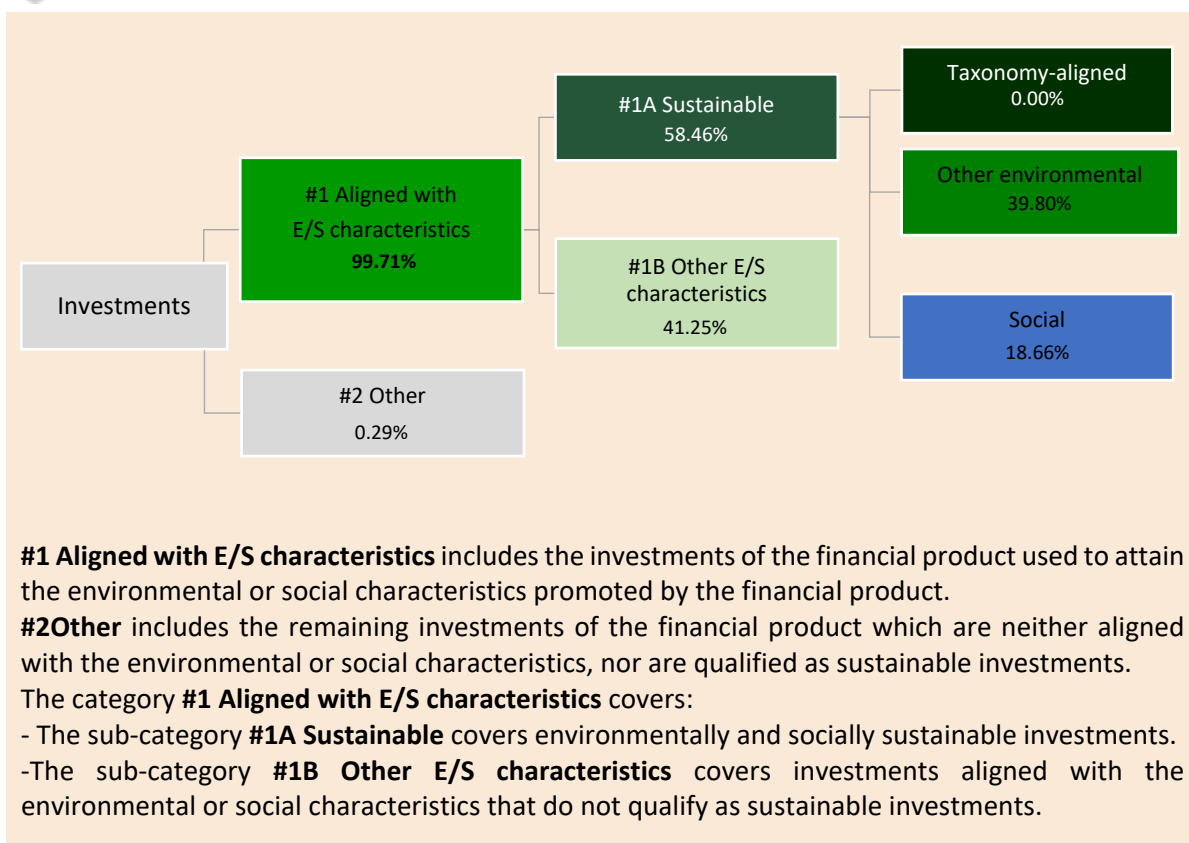 Investments
#1 Aligned with
E/S characteristics
99.71%
#2 Other
0.29%
#1A Sustainable
58.46%
#1B Other E/S
characteristics
41.25%
Taxonomy-aligned
0.00%
Other environmental
39.80%
Social
18.66%
#1 Aligned with E/S characteristics includes the investments of the financial product used to attain
the environmental or social characteristics promoted by the financial product.
#2Other includes the remaining investments of the financial product which are neither aligned
with the environmental or social characteristics, nor are qualified as sustainable investments.
The category #1 Aligned with E/S characteristics covers:
- The sub-category #1A Sustainable covers environmentally and socially sustainable investments.
-The sub-category #1B Other E/S characteristics covers investments aligned with the
environmental or social characteristics that do not qualify as sustainable investments.